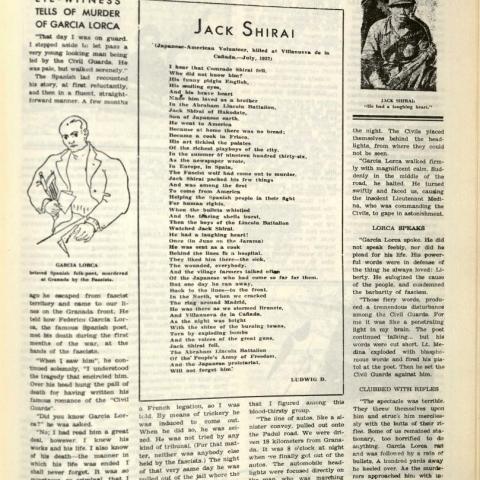 EYE-WITNESS
TELLS OF MURDER
OF GARCIA LORCA
"That day I was on guard.
I stepped aside to let pass a
very young looking man being
led by the Civil Guards. He
was pale, but walked serenely."
The Spanish lad recounted
his story, at first reluctantly,
and then in a fluent, straight-
forward manner. A few months
GARCIA LORCA
beloved Spanish folk-poet, murdered
at Granada by the Fascists.
ago he escaped from fascist
territory and came to our li-
nes on the Granada front. He
had known Federico Garcia Lor-
ca, the famous Spanish poet,
met his death during the first
months of the war, at the
hands of the fascists.
"When I saw him", he con-
tinued solemnly, "I understood
the tragedy that encircled him.
Over his head hung the pall of
death for having written his
famous romance of the "Civil
Guards".
"Did you know Garcia Lor-
ca?" he was asked.
"No; I had read him a great
deal, however. I knew his
works and his life. I also know
of his death—the manner in
which his life was ended I
shall never forget. It was so
JACK SHIRAI
(Japanese-American Volunteer, killed at Villanueva de la
Cañada.—July, 1937)
I hear that Comrade Shirai fell.
Who did not know him?
His funny pidgin English,
His smiling eyes,
And his brave heart
Made him loved as a brother
in the Abraham Lincoln Battalion,
Jack Shirai of Hakodate,
Son of Japanese earth.
He went to America
Because at home there was no bread;
Became a cook in Frisco.
His art tickled the palates
Of the richest playboys of the city.
In the summer of nineteen hundred thirty-six,
As the newspaper wrote,
In Europe, in Spain,
The Fascist wolf had come out to murder.
Jack Shirai packed his few things
And was among the first
To come from America
Helping the Spanish people in their fight
For human rights.
When the bullets whistled
And the flaring shells burst,
Then the boys of the Lincoln Battalion
Watched Jack Shirai.
He had a laughing heart!
Once (in June on the Jarama)
He was sent as a cook
Behind the lines to a hospital.
They liked him there—the sick,
The wounded, everybody.
And the village farmers talked often
Of the Japanese who had come so far for them.
But one day he ran away,
Back to the lines—to the front.
In the North, when we cracked
The ring around Madrid,
He was there as we stormed Brunete,
And Villanueva de la Cañada.
As the night was bright
With the shine of the burning towns,
Torn by exploding bombs
And the voices of the great guns,
Jack Shirai fell.
The Abraham Lincoln Battalion
Of the People's Army of Freedom,
And the Japanese proletariat,
Will not forget him!
LUDWIG D.
a French legation, so I was
told. By means of trickery he
was induced to come out.
When he did so, he was sei-
zed. He was not tried by any
kind of tribunal. (For that mat-
ter, neither was anybody else
held by the fascists.) The night
of that very same day he was
pulled out of the jail where the
that I figured among this
blood-thirsty group.
"The line of autos, like a si-
nister convoy, pulled out onto
the Padul road. We were dri-
ven 18 kilometers from Grana-
da. It was 8 o'clock at night
when we finally got out of the
autos. The automobile head-
lights were focused directly on
the man who was marching
JACK SHIRAI:
«He had a laughing heart.»
the night. The Civils placed
themselves behind the head-
lights, from where they could
not be seen.
"Garcia Lorca walked firmly
with magnificent calm. Sud-
denly in the middle of the
road, he halted. He turned
swiftly and faced us, causing
the insolent Lieutenant Medi-
na, who was commanding the
Civils, to gape in astonishment.
LORCA SPEAKS
"Garcia Lorca spoke. He did
not speak feebly, nor did he
plead for his life. His power-
ful words were in defense of
the thing he always loved: Li-
berty. He eulogized the cause
of the people, and condemned
the barbarity of fascism.
"Those fiery words, produ-
ced a tremendous disturbance
among the Civil Guards. For
me it was like a penetrating
light in my brain. The poet
continued talking... but his
words were cut short. Lt. Me-
dina exploded with blasphe-
mous words and fired his pis-
tol at the poet. Then he set the
Civil Guards against him.
CLUBBED WITH RIFLES
"The spectacle was terrible.
They threw themselves upon
him and struck him merciless-
ly with the butts of their ri-
fles. Some of us remained sta-
tionary, too horrified to do
anything. Garcia Lorca ran
and was followed by a rain of
bullets. A hundred yards away
he keeled over. As the murder-